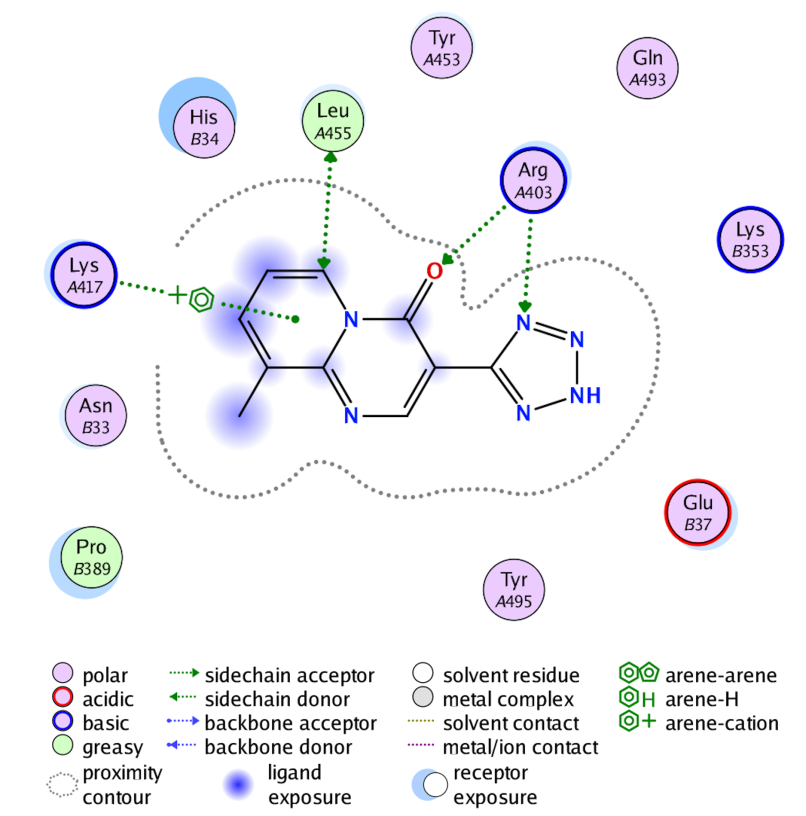 Tyr
A453
Gln
A493
His
B34
Leu
A455
Arg
A403
Lys
B353
Lys
A417
+
O
N
N
N
N
NH
N
N
Asn
B33
Glu
B37
Pro
B389
Tyr
A495
polar
sidechain acceptor
solvent residue
arene-arene
acidic
sidechain donor
metal complex
H
arene-H
basic
backbone acceptor
solvent contact
+
arene-cation
greasy
backbone donor
metal/ion contact
proximity
contour
ligand
exposure
receptor
exposure